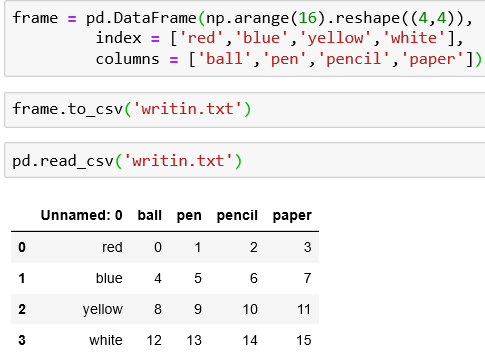 frame = pd.DataFrame(np.arange(16).reshape((4,4)),
index = ['red','blue','yellow','white'],
columns = ['ball','pen','pencil','paper'])
frame.to_csv('writin.txt')
pd.read_csv('writin.txt')
Unnamed: 0 ball pen pencil paper
0 red 0 1 2 3
1 blue 4 5 6 7
2 yellow 8 9 10 11
3 white 12 13 14 15